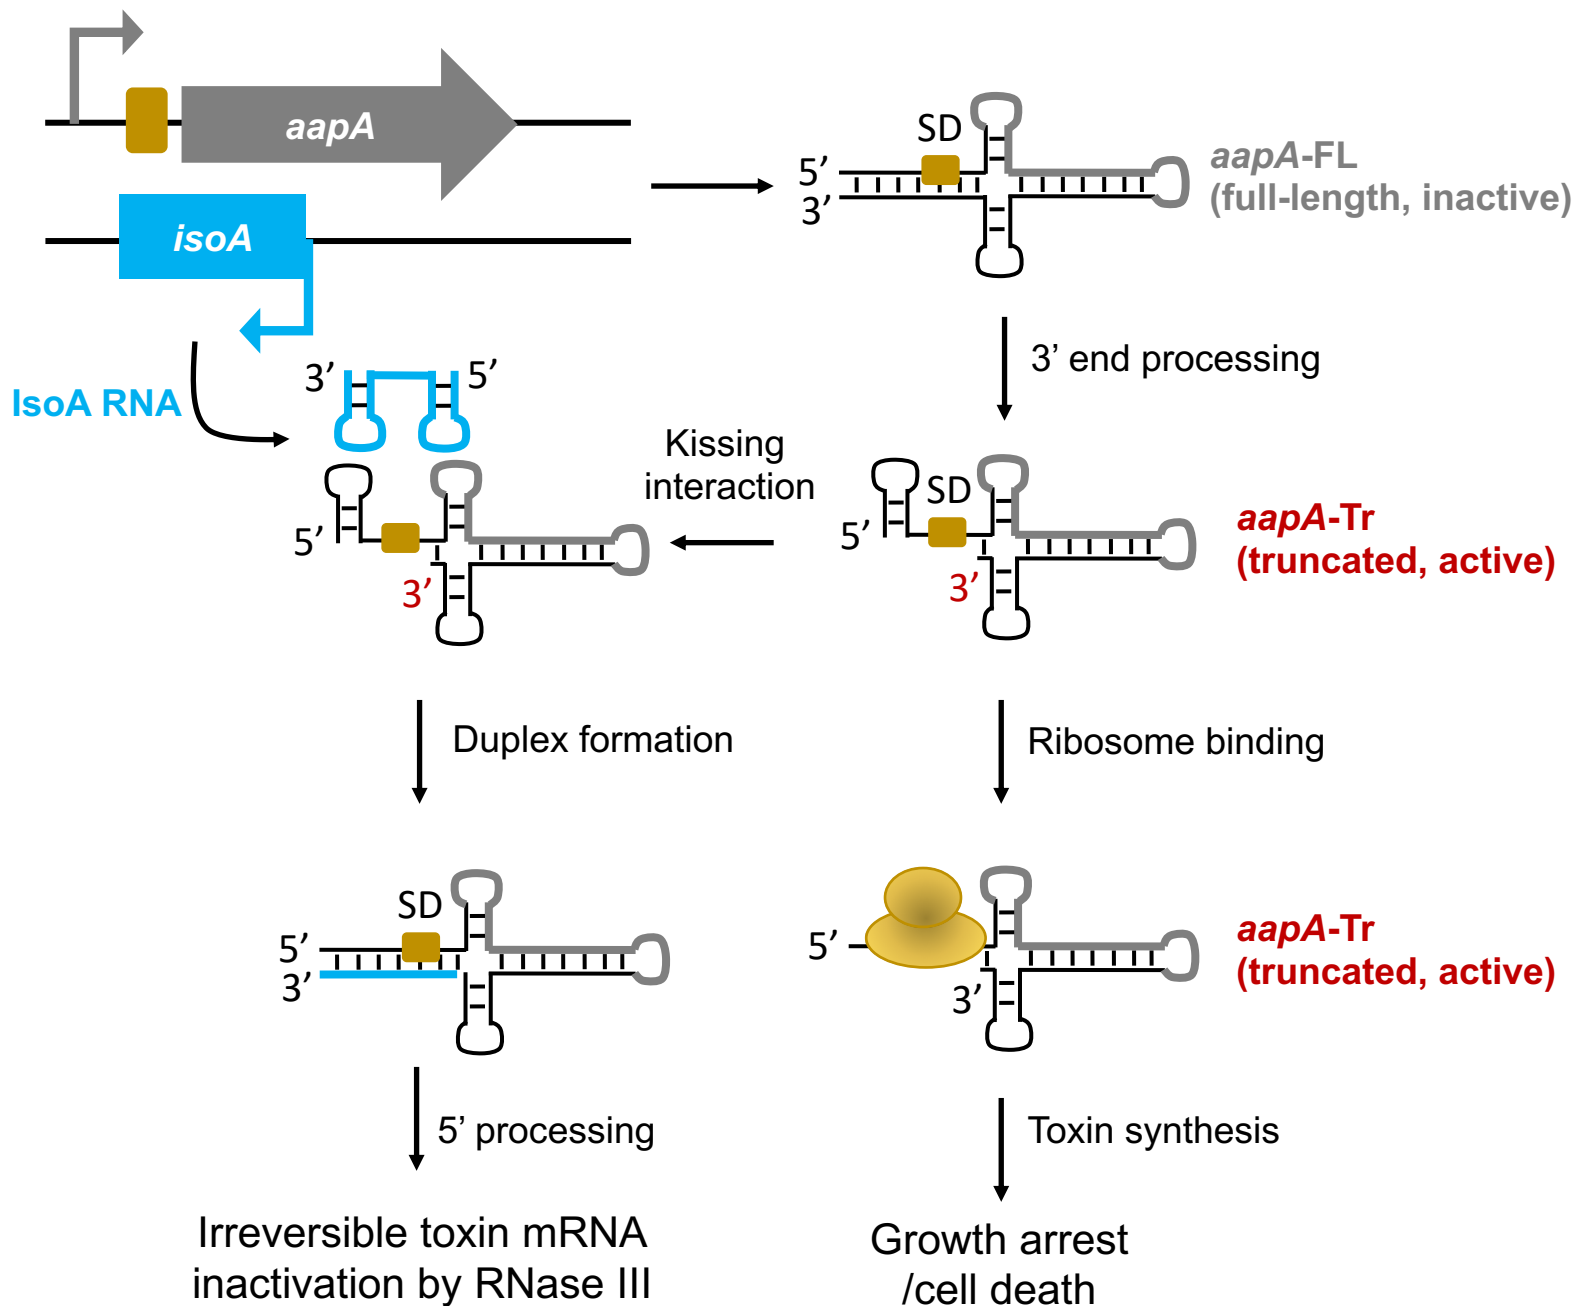 aapA
isoA
IsoA RNA
SD
5’
3’
aapA-FL
(full-length, inactive)
3’ end processing
3’
5’
5’
3’
Kissing
interaction
SD
5’
3’
aapA-Tr
(truncated, active)
Duplex formation
Ribosome binding
SD
5’
3’
5’
3’
aapA-Tr
(truncated, active)
5’ processing
Toxin synthesis
Irreversible toxin mRNA
inactivation by RNase III
Growth arrest
/cell death